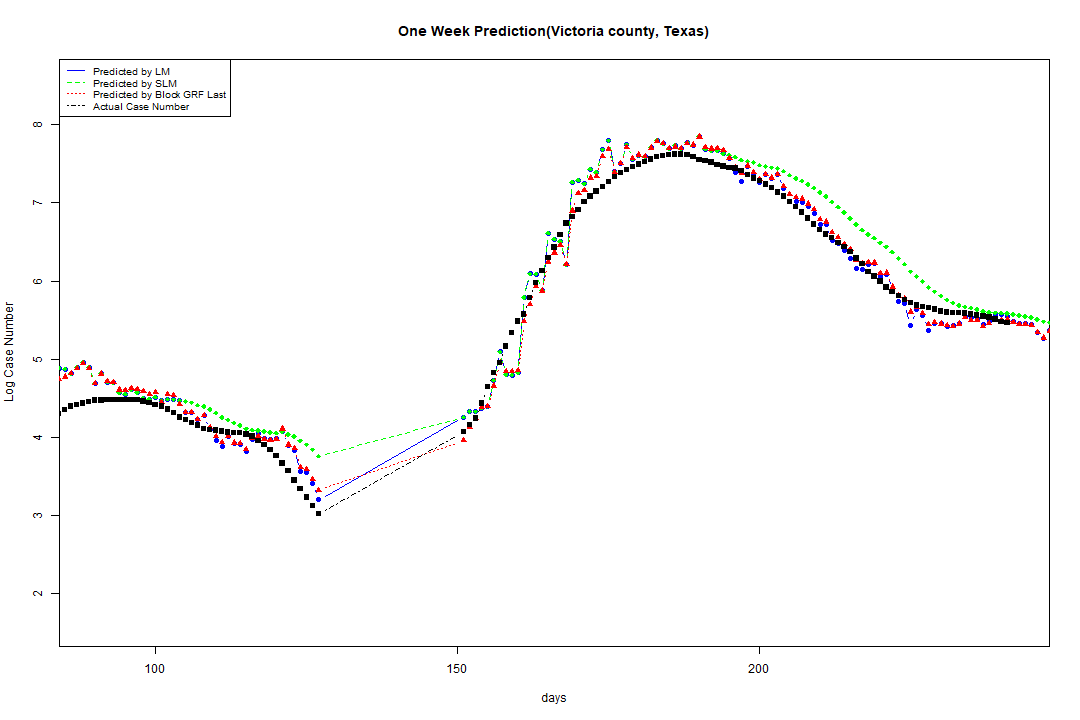 One Week Prediction(Victoria county, Texas)
Predicted by LM
Predicted by SLM
Predicted by Block GRF Last
Actual Case Number
8
7
6
5
4
3
2
Log Case Number
100 150 200
days